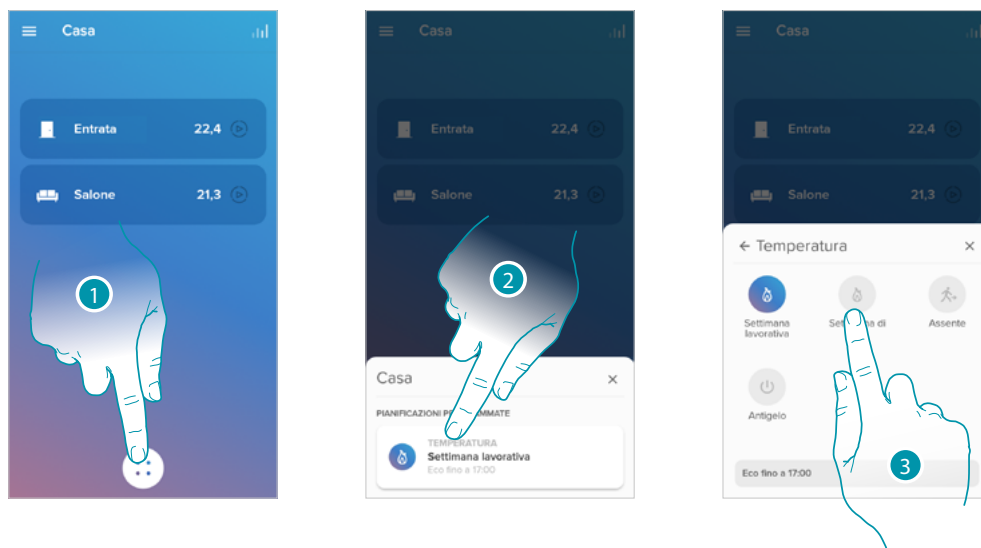 Casa
Entrata 22,4
Salone 21,3
1
Casa
Entrata 22,4
Salone 21,3
2
Casa
PIANIFICAZIONI
TEMPERATURA
Settimana lavorativa
Eco fino a 17:00
Casa
Entrata 22,4
Salone 21,3
Temperatura
Settimana lavorativa
di
Assente
Antigelo
Eco fino a 17:00
3